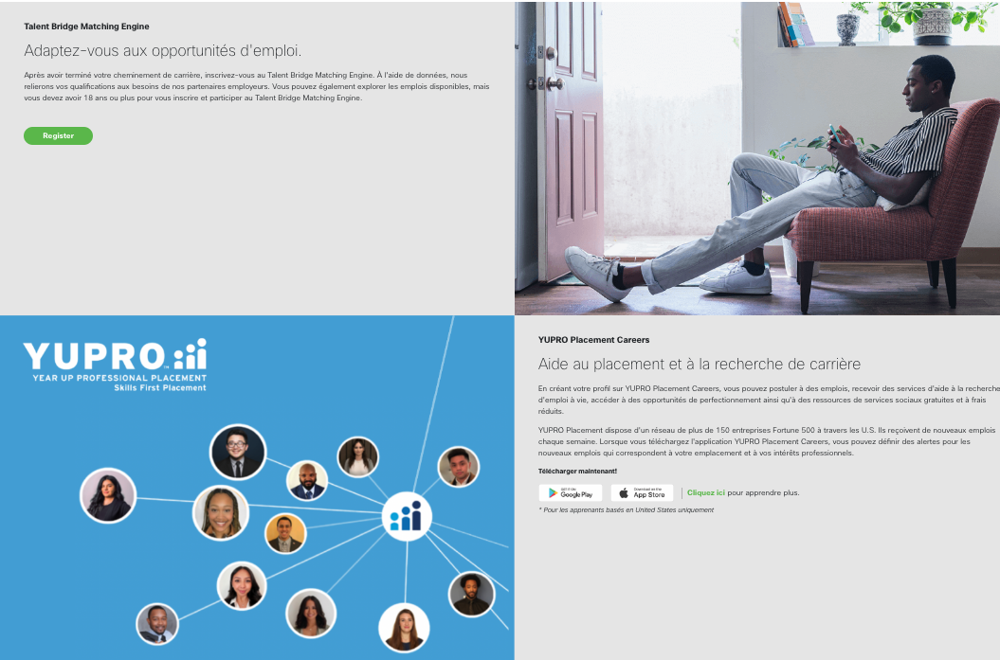 Talent Bridge Matching Engine
Adaptez-vous aux opportunités d'emploi.
Après avoir terminé votre cheminement de carrière, inscrivez-vous au Talent Bridge Matching Engine. À l'aide de données, nous
relierons vos qualifications aux besoins de nos partenaires employeurs. Vous pouvez également explorer les emplois disponibles, mais
vous devez avoir 18 ans ou plus pour vous inscrire et participer au Talent Bridge Matching Engine.
Register
YUPRO
YEAR UP PROFESSIONAL PLACEMENT
Skills First Placement
YUPRO Placement Careers
Aide au placement et à la recherche de carrière
En créant votre profil sur YUPRO Placement Careers, vous pouvez postuler à des emplois, recevoir des services d'aide à la recherche
d'emploi à vie, accéder à des opportunités de perfectionnement ainsi qu'à des ressources de services sociaux gratuites et à frais
réduits.
YUPRO Placement dispose d'un réseau de plus de 150 entreprises Fortune 500 à travers les U.S. Ils reçoivent de nouveaux emplois
chaque semaine. Lorsque vous téléchargez l'application YUPRO Placement Careers, vous pouvez définir des alertes pour les
nouveaux emplois qui correspondent à votre emplacement et à vos intérêts professionnels.
Télécharger maintenant!
GET IT ON
Google Play
Download on the
App Store
Cliquez ici pour apprendre plus.
* Pour les apprenants basés en United States uniquement